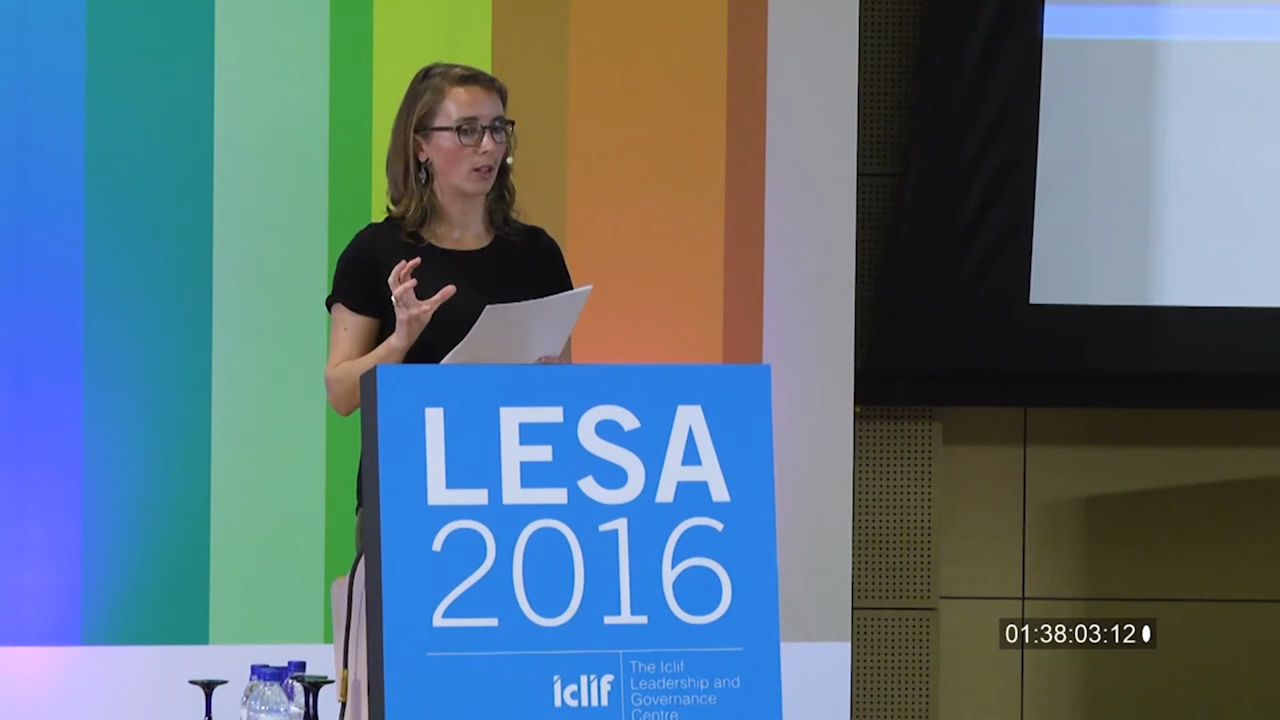 LESA
2016
iclif
The Iclif
Leadership and
Governance
Centre
01:38:03:12